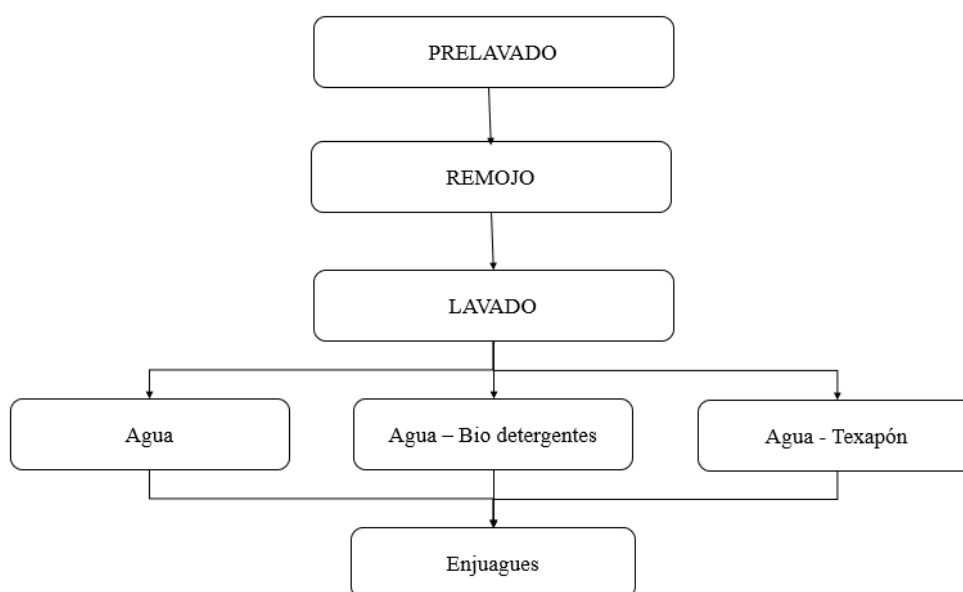 PRELAVADO
REMOJO
LAVADO
Agua
Agua – Bio detergentes
Agua - Texapón
Enjuagues